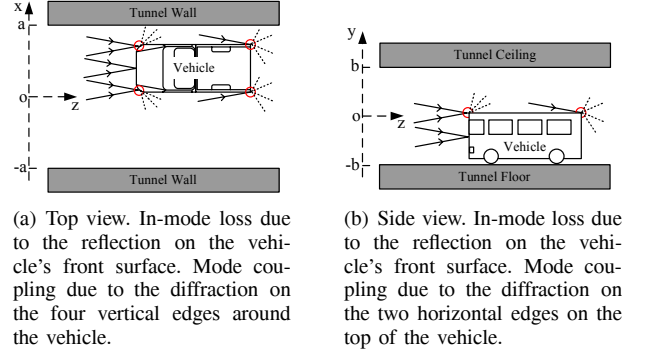 x
a
Tunnel Wall
Vehicle
o
z
-a
Tunnel Wall
(a) Top view. In-mode loss due
to the reflection on the vehi-
cle's front surface. Mode cou-
pling due to the diffraction on
the four vertical edges around
the vehicle.
y
Tunnel Ceiling
b
o
z
Vehicle
-b
Tunnel Floor
(b) Side view. In-mode loss due
to the reflection on the vehi-
cle's front surface. Mode cou-
pling due to the diffraction on
the two horizontal edges on the
top of the vehicle.